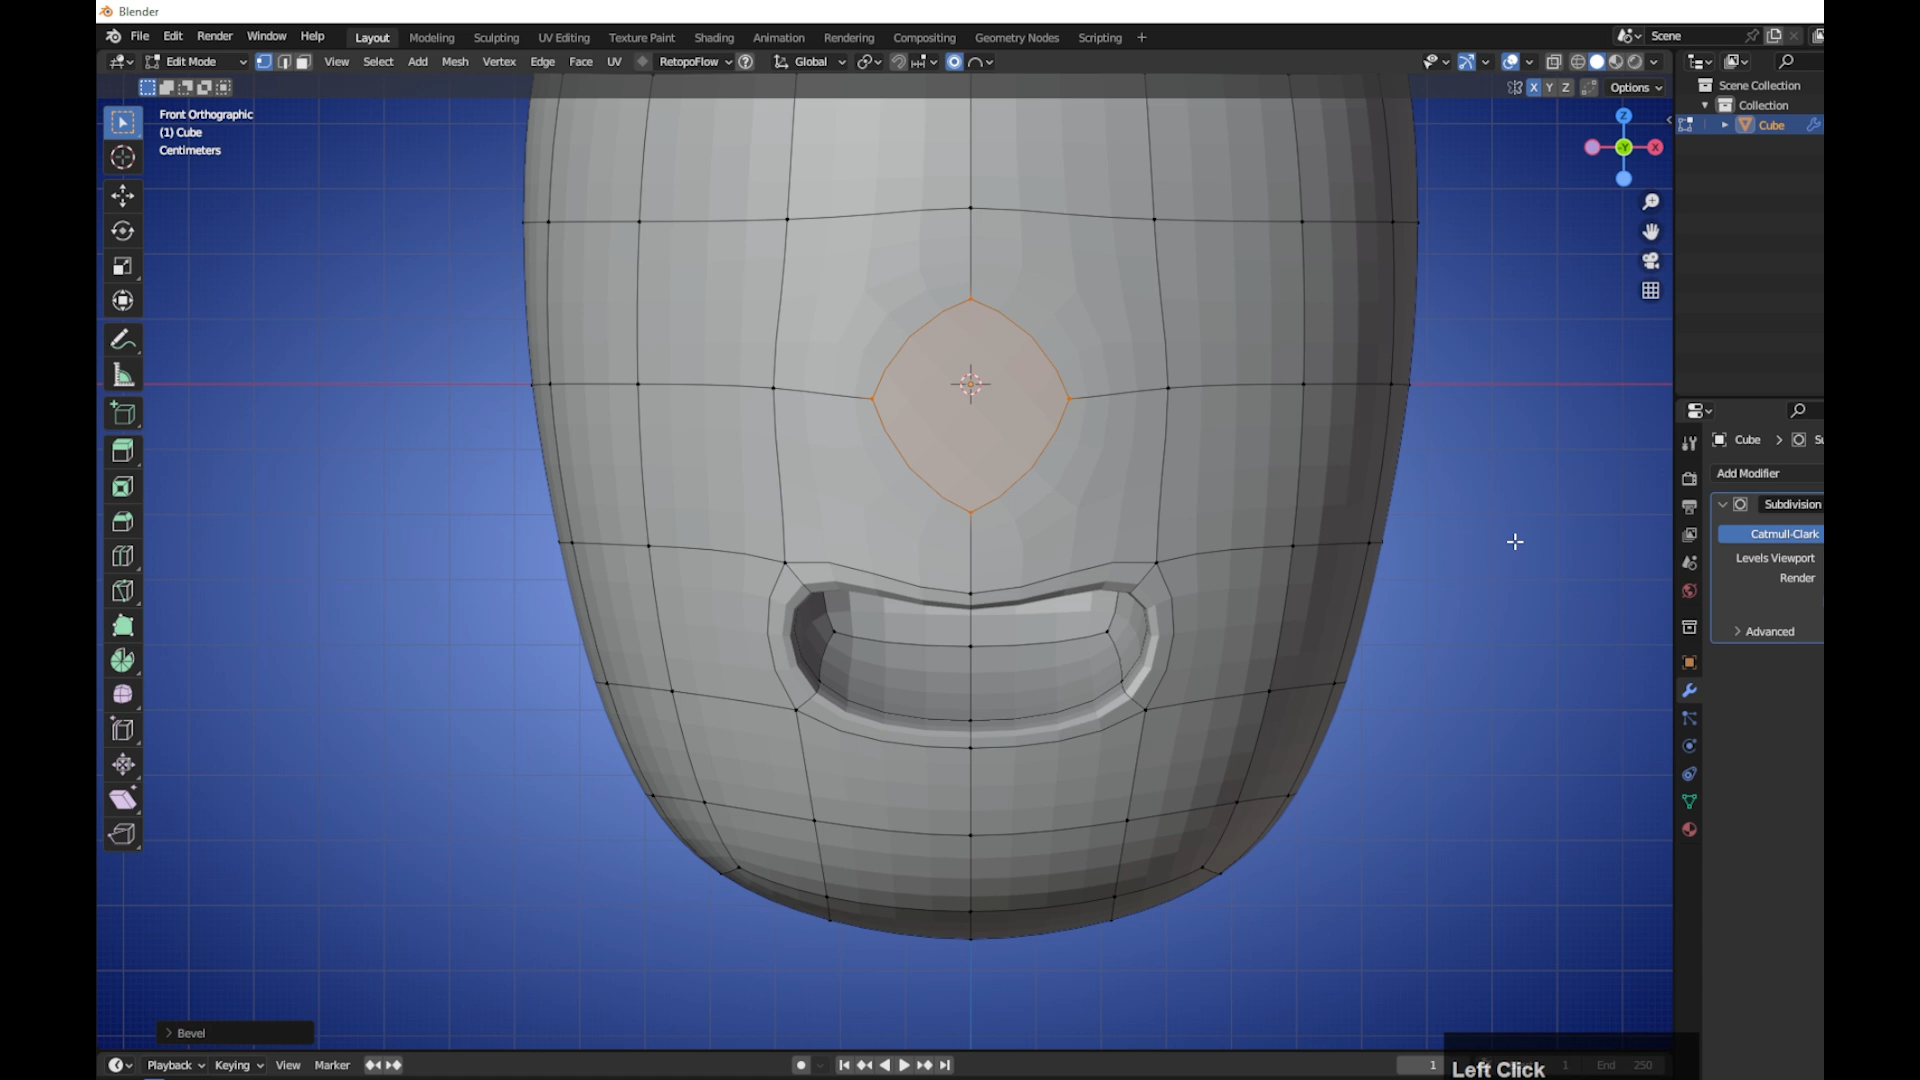 Blender
File Edit Render Window Help Layout Modeling Sculpting UV Editing Texture Paint Shading Animation Rendering Compositing Geometry Nodes Scripting + Scene
Edit Mode View Select Add Mesh Vertex Edge Face UV RetopoFlow Global
X Y Z Options
Scene Collection
Collection
Cube
Front Orthographic
(1) Cube
Centimeters
Z
-Y X
Cube > Su
Add Modifier
Subdivision
Catmull-Clark
Levels Viewport
Render
Advanced
Bevel
Playback Keying View Marker 1 1 End 250
Left Click